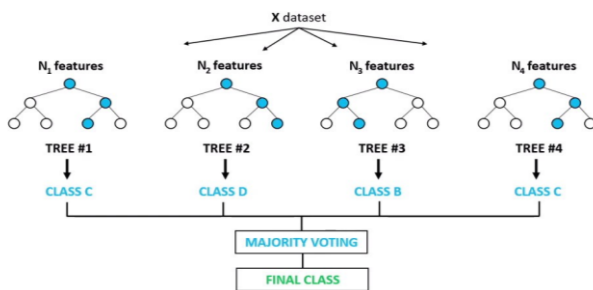 X dataset
N₁ features N₂ features N₃ features N₄ features
TREE #1 TREE #2 TREE #3 TREE #4
CLASS C CLASS D CLASS B CLASS C
MAJORITY VOTING
FINAL CLASS